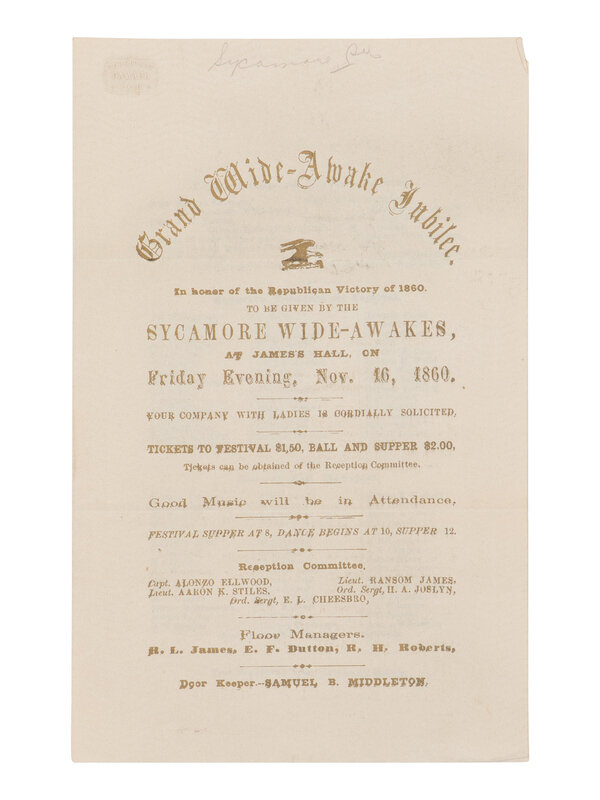 Sycamore
Grand Wide-Awake Jubilee.
In honor of the Republican Victory of 1860.
TO BE GIVEN BY THE
SYCAMORE WIDE-AWAKES,
AT JAMES'S HALL, ON
Friday Evening, Nov. 16, 1860.
YOUR COMPANY WITH LADIES IS CORDIALLY SOLICITED,
TICKETS TO FESTIVAL $1,50, BALL AND SUPPER $2.00,
Tickets can be obtained of the Reception Committee.
Good Music will be in Attendance,
FESTIVAL SUPPER AT 8, DANCE BEGINS AT 10, SUPPER 12.
Reception Committee,
Capt. ALONZO ELLWOOD, Lieut. RANSOM JAMES,
Lieut. AARON K. STILES, Ord. Sergt, H. A. JOSLYN,
Ord. Sergt, E. L. CHEESBRO,
Floor Managers.
R. L. James, E. F. Dutton, R. H. Roberts,
Door Keeper--SAMUEL B. MIDDLETON,